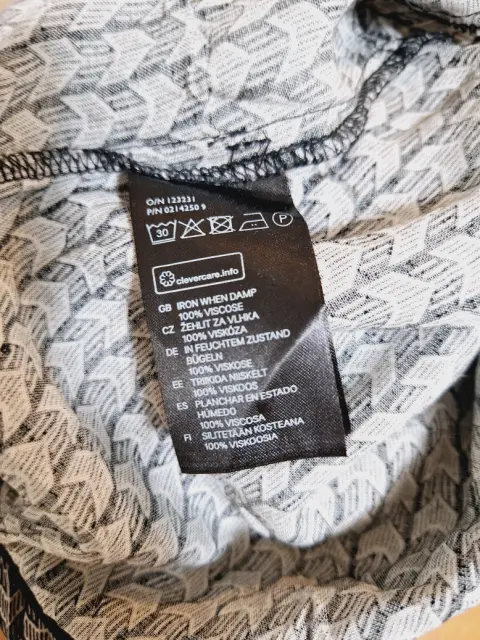 O/N 123231
P/N 0214250 9
30°
P
clevercare.info
GB IRON WHEN DAMP
100% VISCOSE
CZ ŽEHLIT ZA VLHKA
100% VISKÓZA
DE IN FEUCHTEM ZUSTAND
BÜGELN
100% VISKOSE
EE TRIIKIDA NIISKELT
100% VISKOOS
ES PLANCHAR EN ESTADO
HÚMEDO
100% VISCOSA
FI SILITETÄÄN KOSTEANA
100% VISKOOSIA